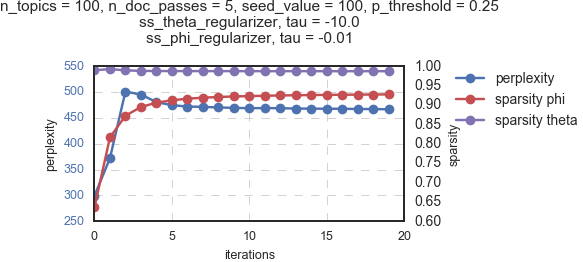 n_topics = 100, n_doc_passes = 5, seed_value = 100, p_threshold = 0.25
ss_theta_regularizer, tau = -10.0
ss_phi_regularizer, tau = -0.01
550
500
450
400
350
300
250
perplexity
0
5
10
15
20
iterations
1.00
0.95
0.90
0.85
0.80
0.75
0.70
0.65
0.60
sparsity
perplexity
sparsity phi
sparsity theta